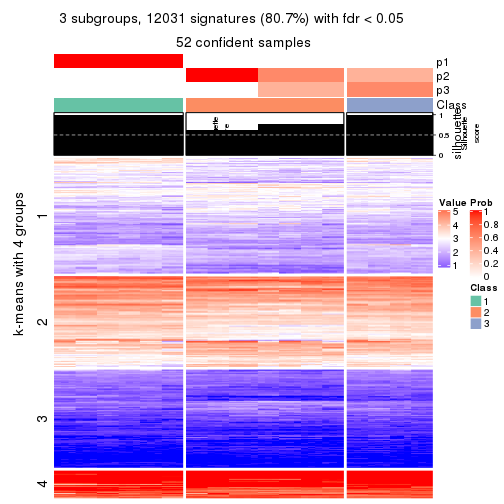 3 subgroups, 12031 signatures (80.7%) with fdr < 0.05
52 confident samples
p1
p2
p3
Class
1
0.5
0
silhouette
Silhouette
score
k-means with 4 groups
1
2
3
4
Value
5
4
3
2
1
Prob
1
0.8
0.6
0.4
0.2
0
Class
1
2
3